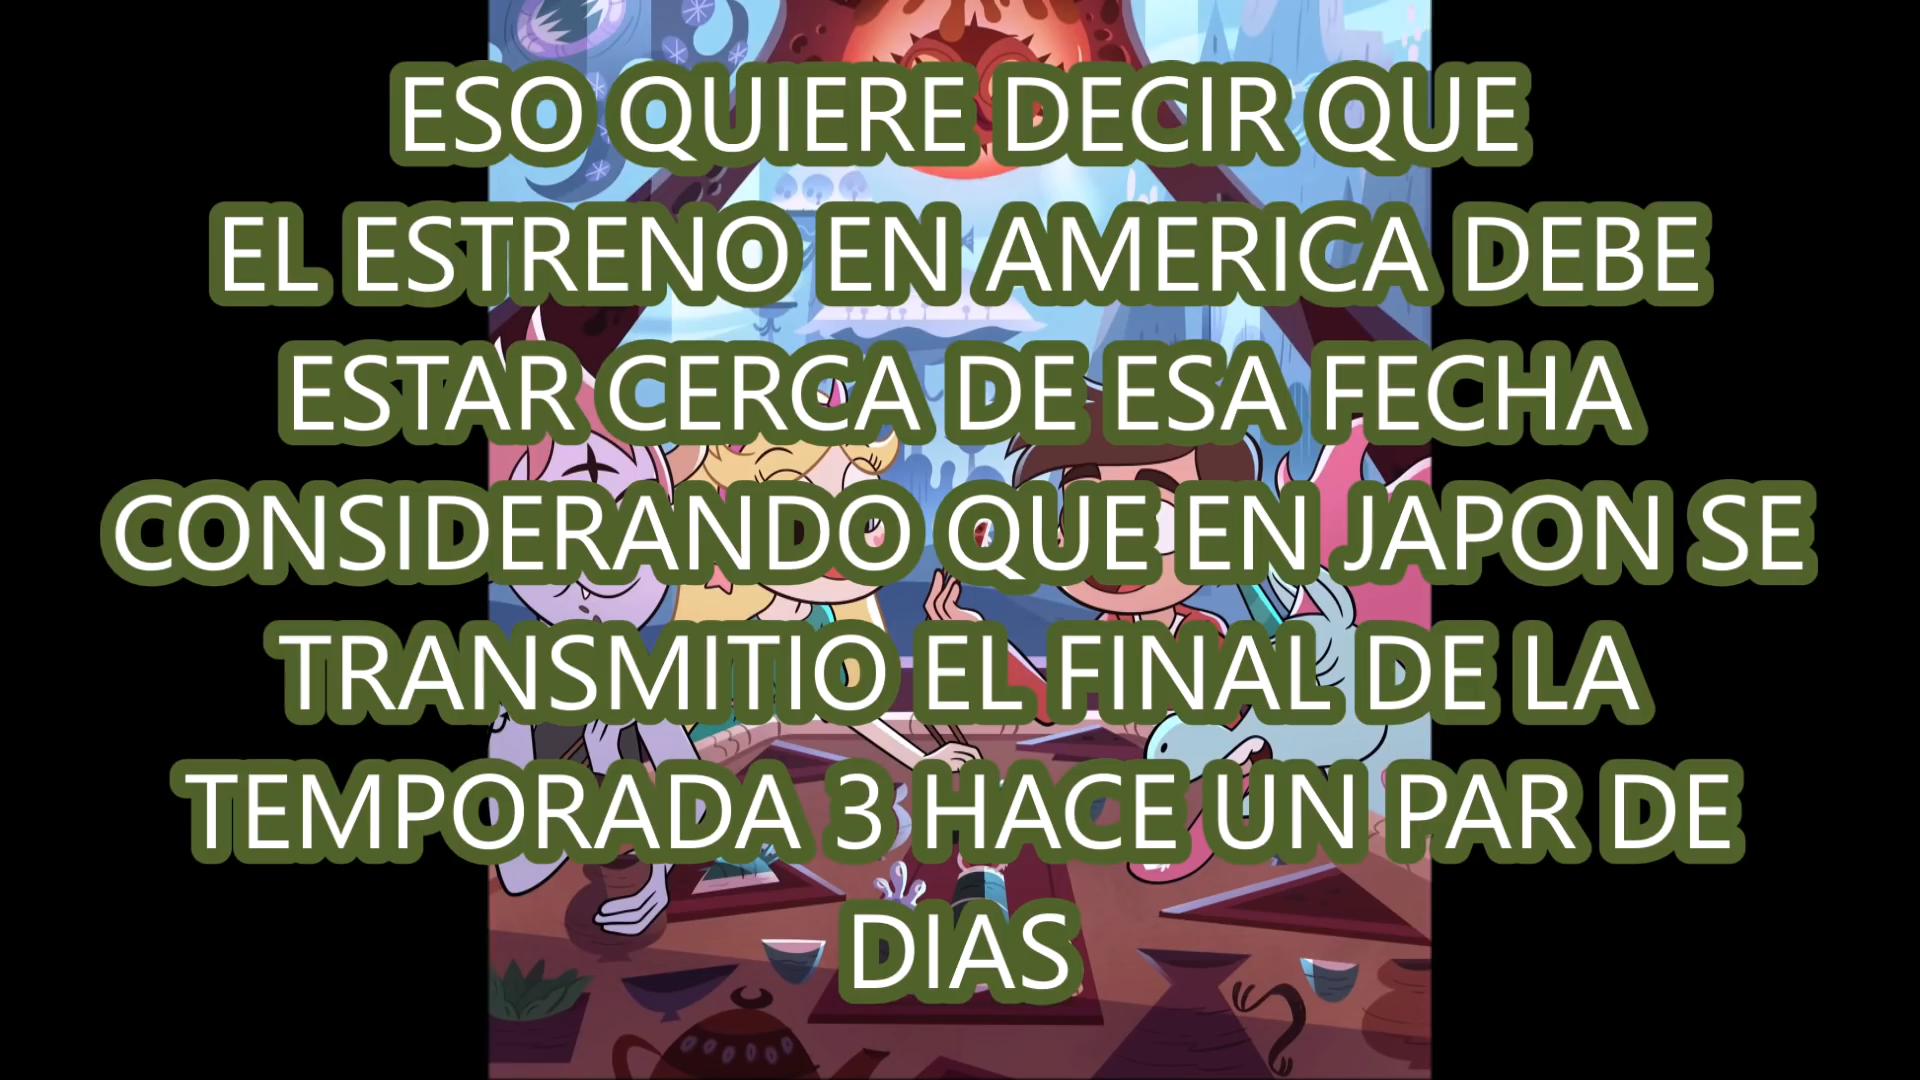 ESO QUIERE DECIR QUE
EL ESTRENO EN AMERICA DEBE
ESTAR CERCA DE ESA FECHA
CONSIDERANDO QUE EN JAPON SE
TRANSMITIO EL FINAL DE LA
TEMPORADA 3 HACE UN PAR DE
DIAS